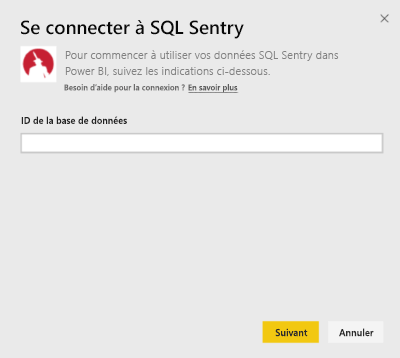 Se connecter à SQL Sentry
Pour commencer à utiliser vos données SQL Sentry dans
Power BI, suivez les indications ci-dessous.
Besoin d'aide pour la connexion ? En savoir plus
ID de la base de données
Suivant
Annuler